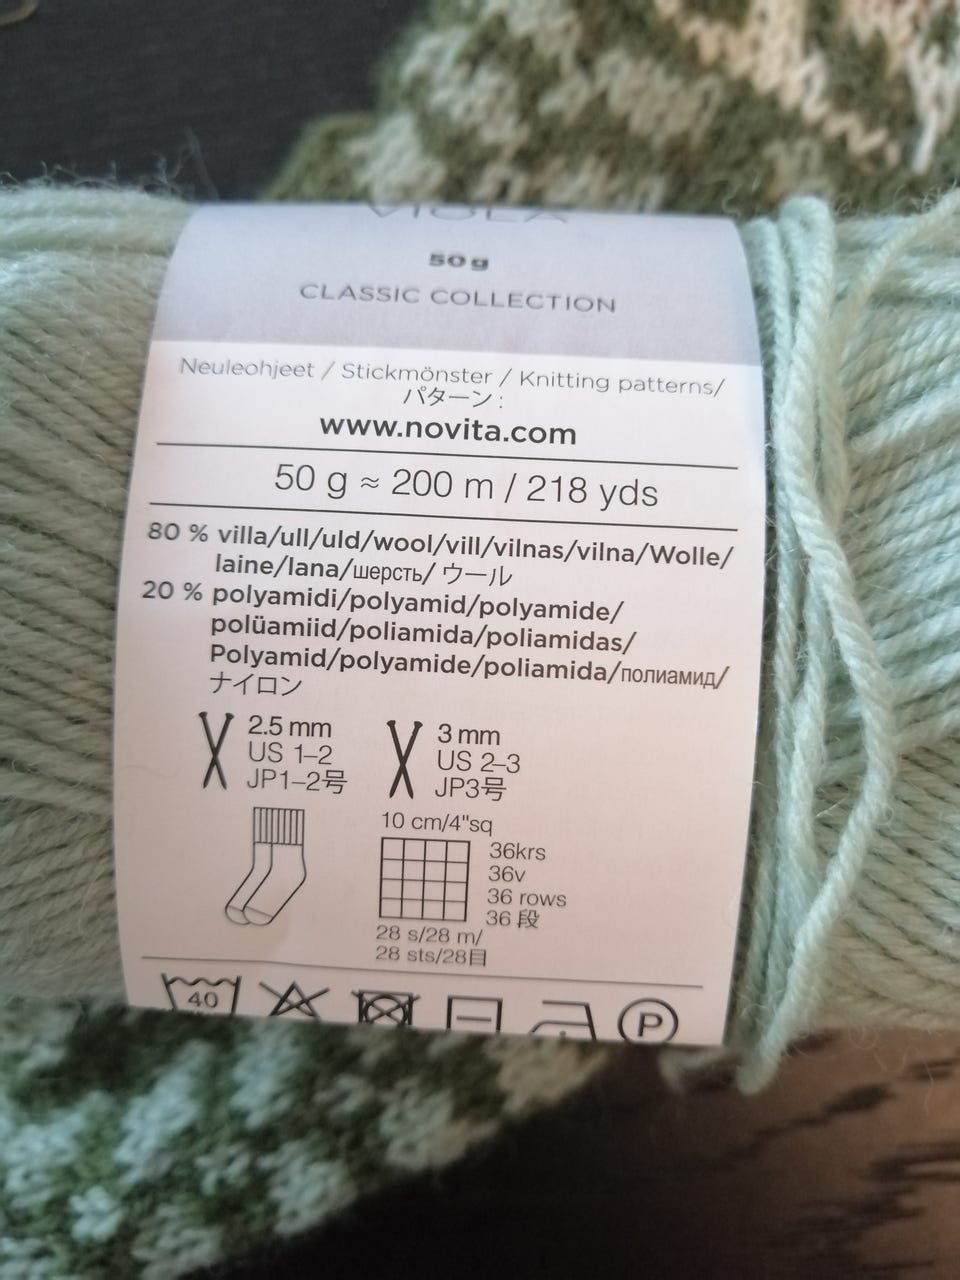 VIOLA
50 g
CLASSIC COLLECTION
Neuleohjeet / Stickmönster / Knitting patterns/
パターン :
www.novita.com
50 g ≈ 200 m / 218 yds
80 % villa/ull/uld/wool/vill/vilnas/vilna/Wolle/
laine/lana/шерсть/ ウール
20 % polyamidi/polyamid/polyamide/
polüamiid/poliamida/poliamidas/
Polyamid/polyamide/poliamida/полиамид/
ナイロン
2.5 mm
US 1–2
JP1–2号
3 mm
US 2–3
JP3号
10 cm/4"sq
36krs
36v
36 rows
36 段
28 s/28 m/
28 sts/28目
40
P